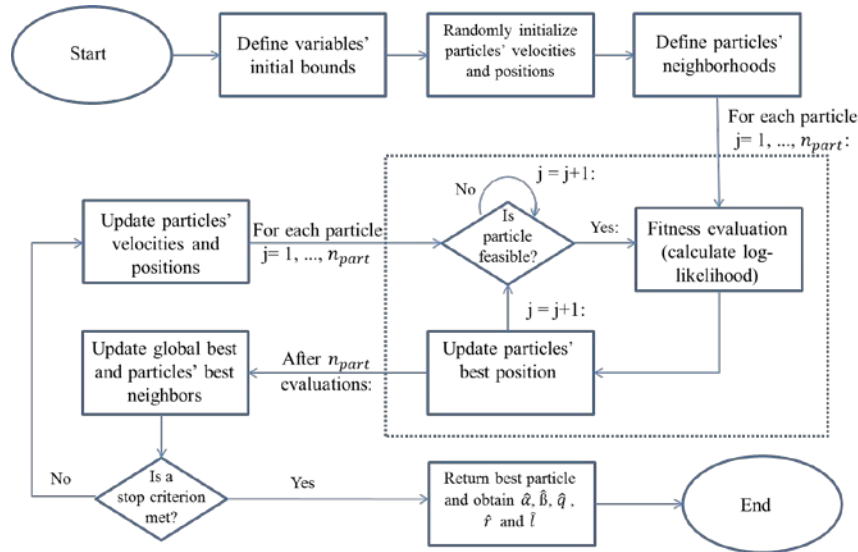 Start
Define variables'
initial bounds
Randomly initialize
particles' velocities
and positions
Define particles'
neighborhoods
For each particle
j= 1, ..., n_part:
j = j+1:
No
Is
particle
feasible?
Yes:
Fitness evaluation
(calculate log-
likelihood)
Update particles'
velocities and
positions
For each particle
j= 1, ..., n_part
j = j+1:
Update particles'
best position
After n_part
evaluations:
Update global best
and particles' best
neighbors
No
Is a
stop criterion
met?
Yes
Return best particle
and obtain α̂, β̂, q̂ ,
r̂ and l̂
End